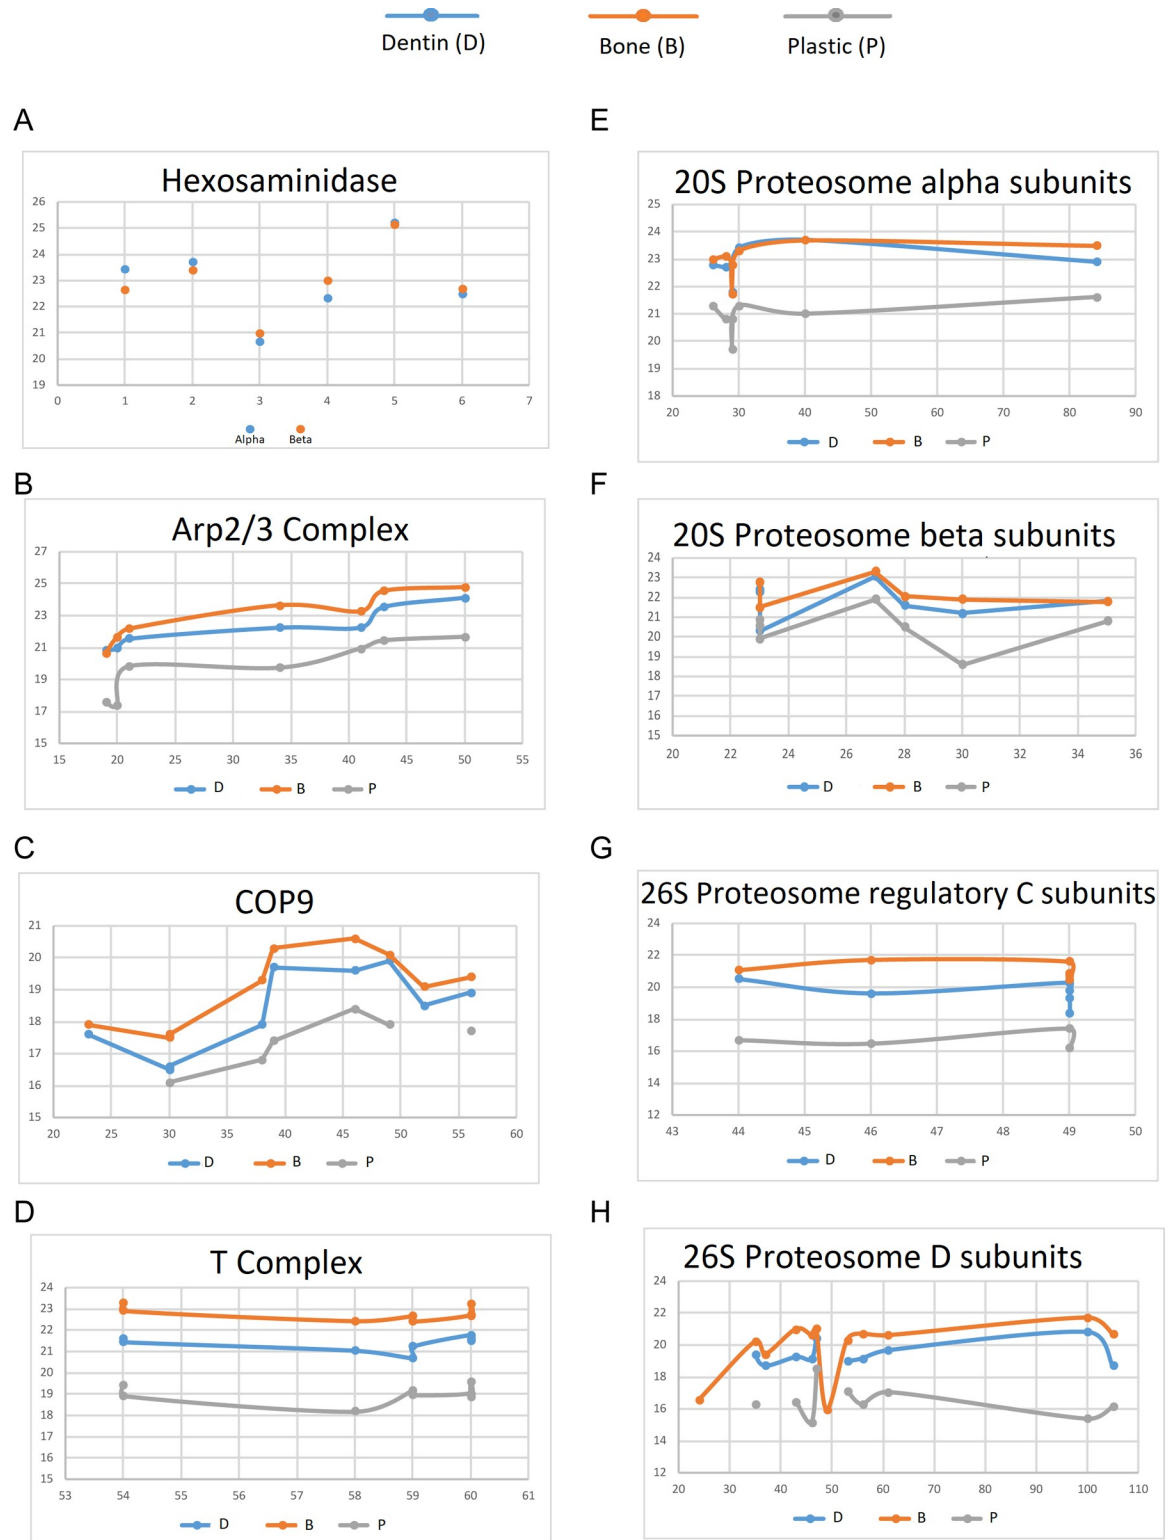 Dentin (D) Bone (B) Plastic (P)
A
Hexosaminidase
26
25
24
23
22
21
20
19
0 1 2 3 4 5 6 7
Alpha Beta
B
Arp2/3 Complex
27
25
23
21
19
17
15
15 20 25 30 35 40 45 50 55
D B P
C
COP9
21
20
19
18
17
16
15
20 25 30 35 40 45 50 55 60
D B P
D
T Complex
24
23
22
21
20
19
18
17
16
15
53 54 55 56 57 58 59 60 61
D B P
E
20S Proteosome alpha subunits
25
24
23
22
21
20
19
18
20 30 40 50 60 70 80 90
D B P
F
20S Proteosome beta subunits
24
23
22
21
20
19
18
17
16
15
20 22 24 26 28 30 32 34 36
D B P
G
26S Proteosome regulatory C subunits
24
22
20
18
16
14
12
43 44 45 46 47 48 49 50
D B P
H
26S Proteosome D subunits
24
22
20
18
16
14
12
20 30 40 50 60 70 80 90 100 110
D B P